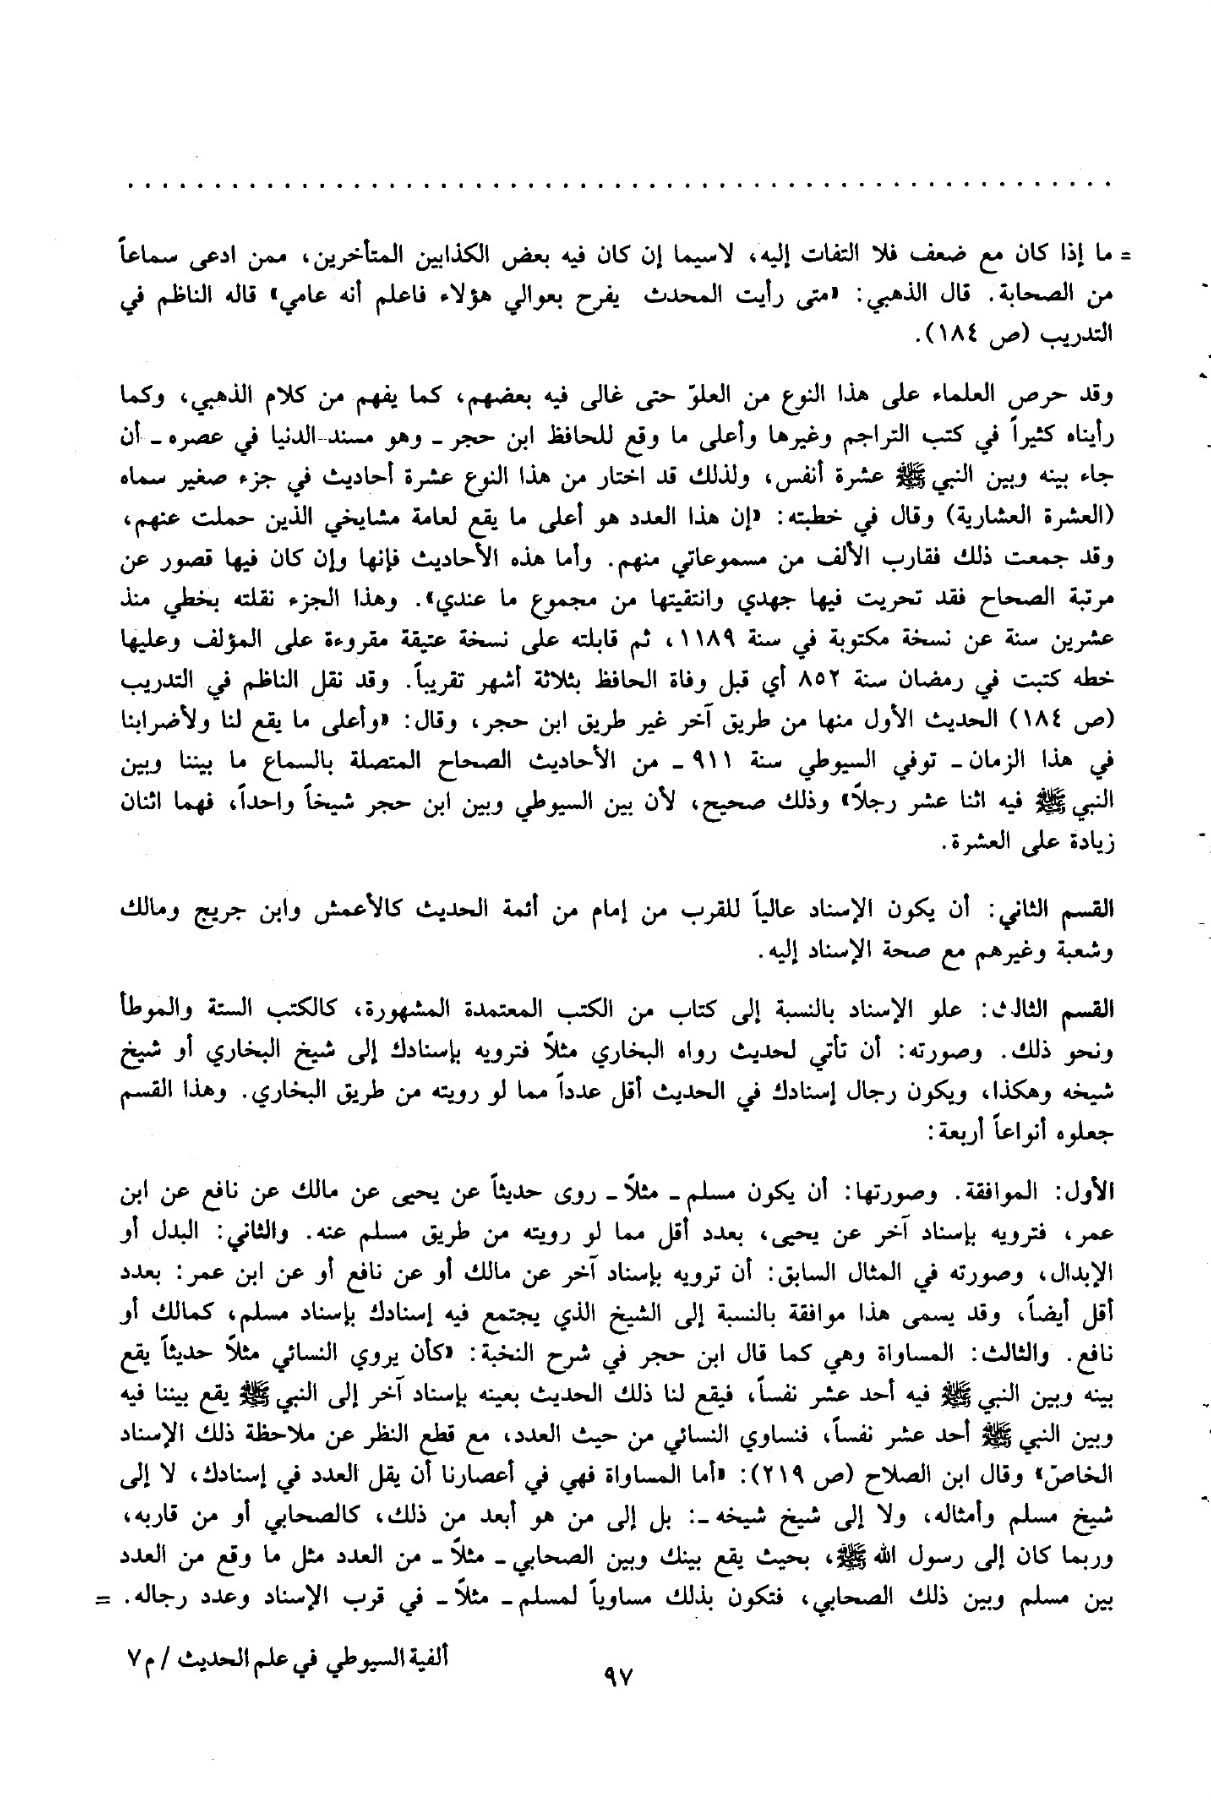 = ما إذا كان مع ضعف فلا التفات إليه، لاسيما إن كان فيه بعض الكذابين المتأخرين، ممن ادعى سماعاً
من الصحابة. قال الذهبي: «متى رأيت المحدث يفرح بعوالي هؤلاء فاعلم أنه عامي» قاله الناظم في
التدريب (ص ١٨٤).
وقد حرص العلماء على هذا النوع من العلوّ حتى غالى فيه بعضهم، كما يفهم من كلام الذهبي، وكما
رأيناه كثيراً في كتب التراجم وغيرها وأعلى ما وقع للحافظ ابن حجر ـ وهو مسند الدنيا في عصره ـ أن
جاء بينه وبين النبي ﷺ عشرة أنفس، ولذلك قد اختار من هذا النوع عشرة أحاديث في جزء صغير سماه
(العشرة العشارية) وقال في خطبته: «إن هذا العدد هو أعلى ما يقع لعامة مشايخي الذين حملت عنهم،
وقد جمعت ذلك فقارب الألف من مسموعاتي منهم. وأما هذه الأحاديث فإنها وإن كان فيها قصور عن
مرتبة الصحاح فقد تحريت فيها جهدي وانتقيتها من مجموع ما عندي». وهذا الجزء نقلته بخطي منذ
عشرين سنة عن نسخة مكتوبة في سنة ١١٨٩، ثم قابلته على نسخة عتيقة مقروءة على المؤلف وعليها
خطه كتبت في رمضان سنة ٨٥٢ أي قبل وفاة الحافظ بثلاثة أشهر تقريباً. وقد نقل الناظم في التدريب
(ص ١٨٤) الحديث الأول منها من طريق آخر غير طريق ابن حجر، وقال: «وأعلى ما يقع لنا ولأضرابنا
في هذا الزمان ـ توفي السيوطي سنة ٩١١ ـ من الأحاديث الصحاح المتصلة بالسماع ما بيننا وبين
النبي ﷺ فيه اثنا عشر رجلاً» وذلك صحيح، لأن بين السيوطي وبين ابن حجر شيخاً واحداً، فهما اثنان
زيادة على العشرة.
القسم الثاني: أن يكون الإسناد عالياً للقرب من إمام من أئمة الحديث كالأعمش وابن جريج ومالك
وشعبة وغيرهم مع صحة الإسناد إليه.
القسم الثالث: علو الإسناد بالنسبة إلى كتاب من الكتب المعتمدة المشهورة، كالكتب الستة والموطأ
ونحو ذلك. وصورته: أن تأتي لحديث رواه البخاري مثلاً فترويه بإسنادك إلى شيخ البخاري أو شيخ
شيخه وهكذا، ويكون رجال إسنادك في الحديث أقل عدداً مما لو رويته من طريق البخاري. وهذا القسم
جعلوه أنواعاً أربعة:
الأول: الموافقة. وصورتها: أن يكون مسلم ـ مثلاً ـ روى حديثاً عن يحيى عن مالك عن نافع عن ابن
عمر، فترويه بإسناد آخر عن يحيى، بعدد أقل مما لو رويته من طريق مسلم عنه. والثاني: البدل أو
الإبدال، وصورته في المثال السابق: أن ترويه بإسناد آخر عن مالك أو عن نافع أو عن ابن عمر: بعدد
أقل أيضاً، وقد يسمى هذا موافقة بالنسبة إلى الشيخ الذي يجتمع فيه إسنادك بإسناد مسلم، كمالك أو
نافع. والثالث: المساواة وهي كما قال ابن حجر في شرح النخبة: «كأن يروي النسائي مثلاً حديثاً يقع
بينه وبين النبي ﷺ فيه أحد عشر نفساً، فيقع لنا ذلك الحديث بعينه بإسناد آخر إلى النبي ﷺ يقع بيننا فيه
وبين النبي ﷺ أحد عشر نفساً، فنساوي النسائي من حيث العدد، مع قطع النظر عن ملاحظة ذلك الإسناد
الخاصّ» وقال ابن الصلاح (ص ٢١٩): «أما المساواة فهي في أعصارنا أن يقل العدد في إسنادك، لا إلى
شيخ مسلم وأمثاله، ولا إلى شيخ شيخه ـ: بل إلى من هو أبعد من ذلك، كالصحابي أو من قاربه،
وربما كان إلى رسول الله ﷺ، بحيث يقع بينك وبين الصحابي ـ مثلاً ـ من العدد مثل ما وقع من العدد
بين مسلم وبين ذلك الصحابي، فتكون بذلك مساوياً لمسلم ـ مثلاً ـ في قرب الإسناد وعدد رجاله. =
ألفية السيوطي في علم الحديث / م٧
٩٧